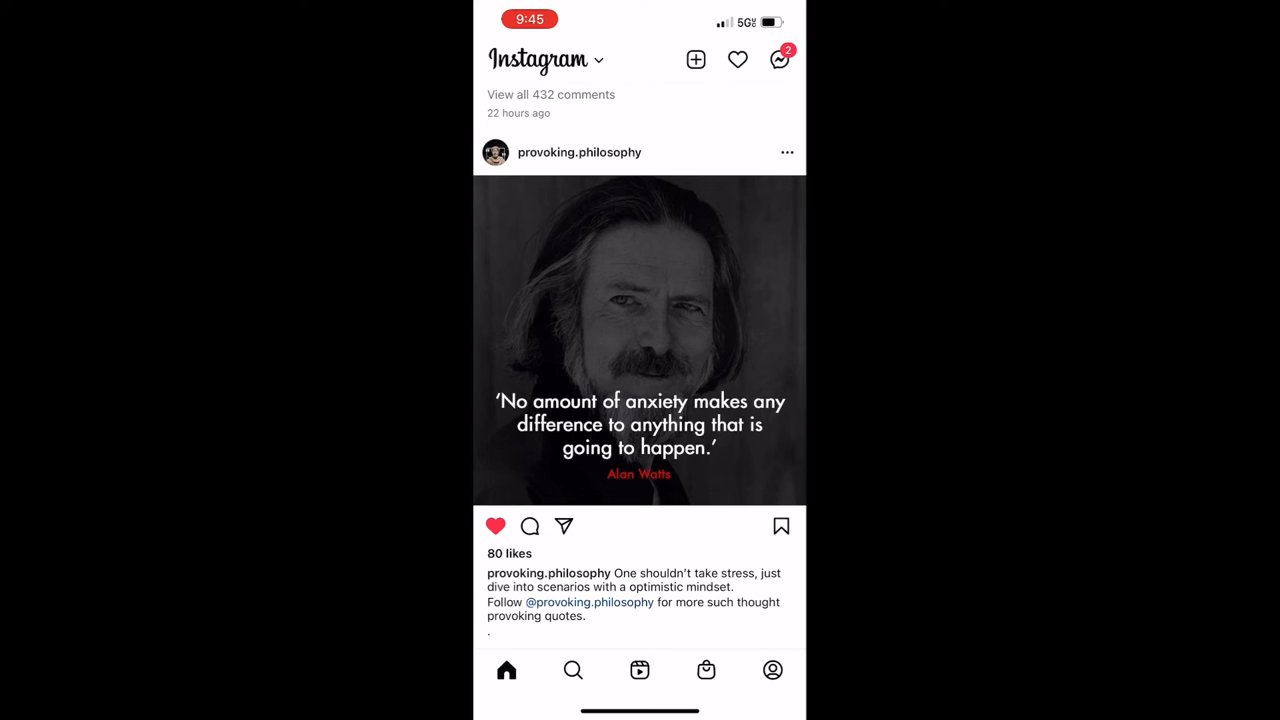 9:45
5G
Instagram
2
View all 432 comments
22 hours ago
provoking.philosophy
‘No amount of anxiety makes any
difference to anything that is
going to happen.’
Alan Watts
80 likes
provoking.philosophy One shouldn’t take stress, just
dive into scenarios with a optimistic mindset.
Follow @provoking.philosophy for more such thought
provoking quotes.
.